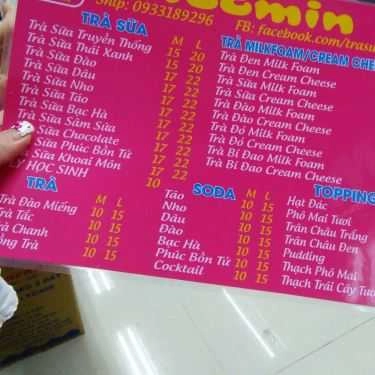 Ship: 0933189296
FB: facebook.com/trasu
TRÀ SỮA M L
Trà Sữa Truyền Thống 15 20
Trà Sữa Thái Xanh 15 20
Trà Sữa Đào 17 22
Trà Sữa Dâu 17 22
Trà Sữa Nho 17 22
Trà Sữa Táo 17 22
Trà Sữa Bạc Hà 17 22
Trà Sữa Sâm Sữa 17 22
Sữa Chocolate 17 22
Sữa Phúc Bồn Tử 17 22
Sữa Khoai Môn 17 22
LY HỌC SINH 10
TRÀ MILKFOAM/CREAM CHE
Trà Đen Milk Foam
Trà Đen Cream Cheese
Trà Sữa Milk Foam
Trà Sữa Cream Cheese
Trà Đào Milk Foam
Trà Đào Cream Cheese
Trà Đỏ Milk Foam
Trà Đỏ Cream Cheese
Trà Bí Đao Milk Foam
Trà Bí Đao Cream Cheese
TRÀ M L
Trà Đào Miếng 10 15
Trà Tắc 10 15
Trà Chanh 10 15
ồng Trà 10 15
SODA M L
Táo 10 15
Nho 10 15
Dâu 10 15
Đào 10 15
Bạc Hà 10 15
Phúc Bồn Tử 10 15
Cocktail 10 15
TOPPING
Hạt Đác
Phô Mai Tươi
Trân Châu Trắng
Trân Châu Đen
Pudding
Thạch Phô Mai
Thạch Trái Cây Tươ